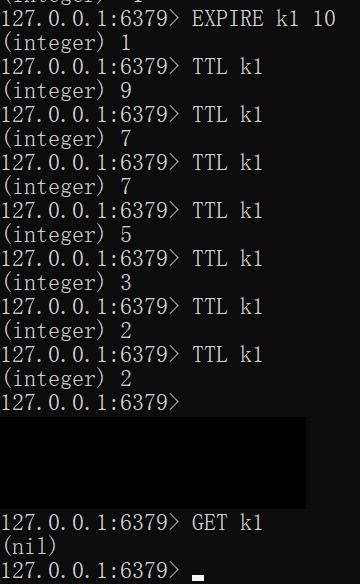 127.0.0.1:6379> EXPIRE k1 10
(integer) 1
127.0.0.1:6379> TTL k1
(integer) 9
127.0.0.1:6379> TTL k1
(integer) 7
127.0.0.1:6379> TTL k1
(integer) 7
127.0.0.1:6379> TTL k1
(integer) 5
127.0.0.1:6379> TTL k1
(integer) 3
127.0.0.1:6379> TTL k1
(integer) 2
127.0.0.1:6379> TTL k1
(integer) 2
127.0.0.1:6379>
127.0.0.1:6379> GET k1
(nil)
127.0.0.1:6379>